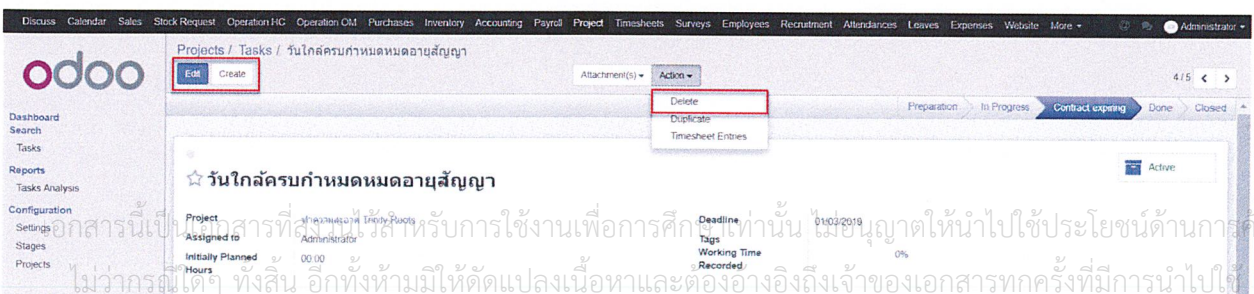 Discuss Calendar Sales Stock Request Operation HC Operation OM Purchases Inventory Accounting Payroll Project Timesheets Surveys Employees Recruitment Attendances Leaves Expenses Website More Administrator
odoo
Projects / Tasks / วันใกล้ครบกำหนดหมดอายุสัญญา
Edit Create
Attachment(s) Action
4 / 5
Delete
Duplicate
Timesheet Entries
Preparation In Progress Contract expiring Done Closed
Dashboard
Search
Tasks
Reports
Tasks Analysis
Configuration
Settings
Stages
Projects
Active
วันใกล้ครบกำหนดหมดอายุสัญญา
Project ทำความสะอาด Trinity Roots
Assigned to Administrator
Initially Planned Hours 00:00
Deadline 01/03/2019
Tags
Working Time Recorded 0%
เอกสารนี้เป็นเอกสารที่สงวนไว้สำหรับการใช้งานเพื่อการศึกษาเท่านั้น ไม่อนุญาตให้นำไปใช้ประโยชน์ด้านการค้
ไม่ว่ากรณีใดๆ ทั้งสิ้น อีกทั้งห้ามมิให้ดัดแปลงเนื้อหาและต้องอ้างอิงถึงเจ้าของเอกสารทุกครั้งที่มีการนำไปใช้